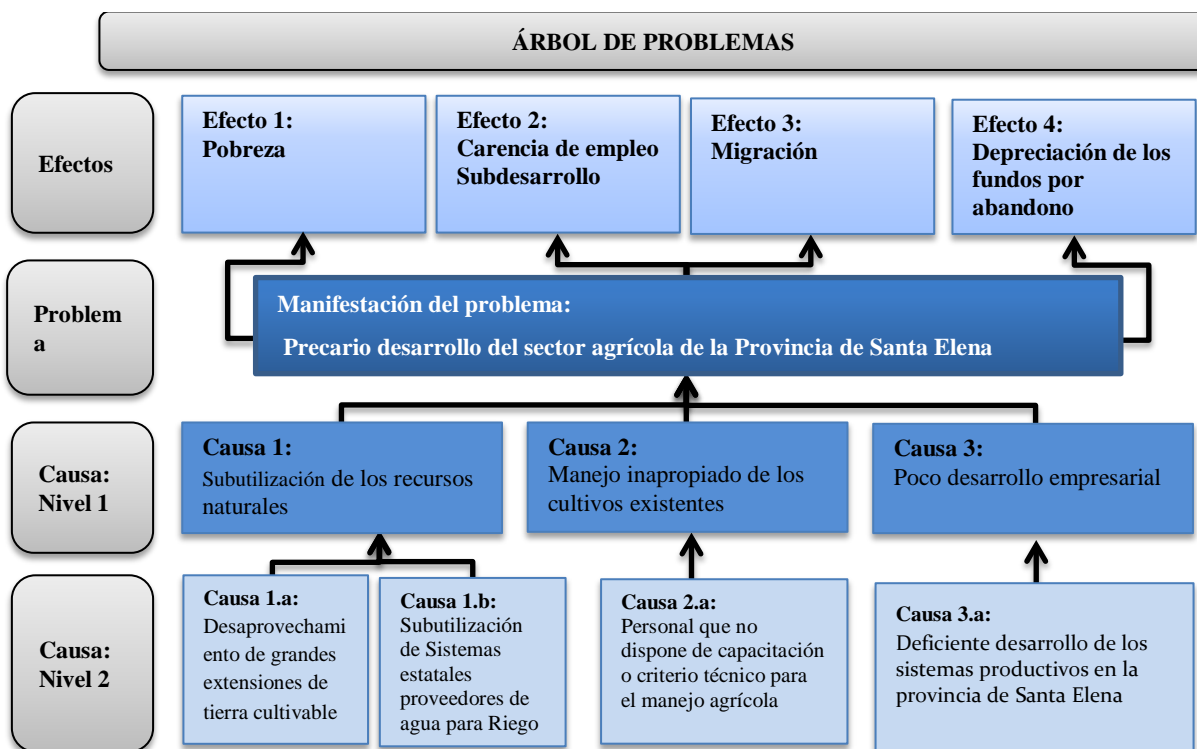 ÁRBOL DE PROBLEMAS
Efectos
Efecto 1:
Pobreza
Efecto 2:
Carencia de empleo
Subdesarrollo
Efecto 3:
Migración
Efecto 4:
Depreciación de los
fundos por
abandono
Problem
a
Manifestación del problema:
Precario desarrollo del sector agrícola de la Provincia de Santa Elena
Causa:
Nivel 1
Causa 1:
Subutilización de los recursos
naturales
Causa 2:
Manejo inapropiado de los
cultivos existentes
Causa 3:
Poco desarrollo empresarial
Causa:
Nivel 2
Causa 1.a:
Desaprovechami
ento de grandes
extensiones de
tierra cultivable
Causa 1.b:
Subutilización
de Sistemas
estatales
proveedores de
agua para Riego
Causa 2.a:
Personal que no
dispone de capacitación
o criterio técnico para
el manejo agrícola
Causa 3.a:
Deficiente desarrollo de los
sistemas productivos en la
provincia de Santa Elena